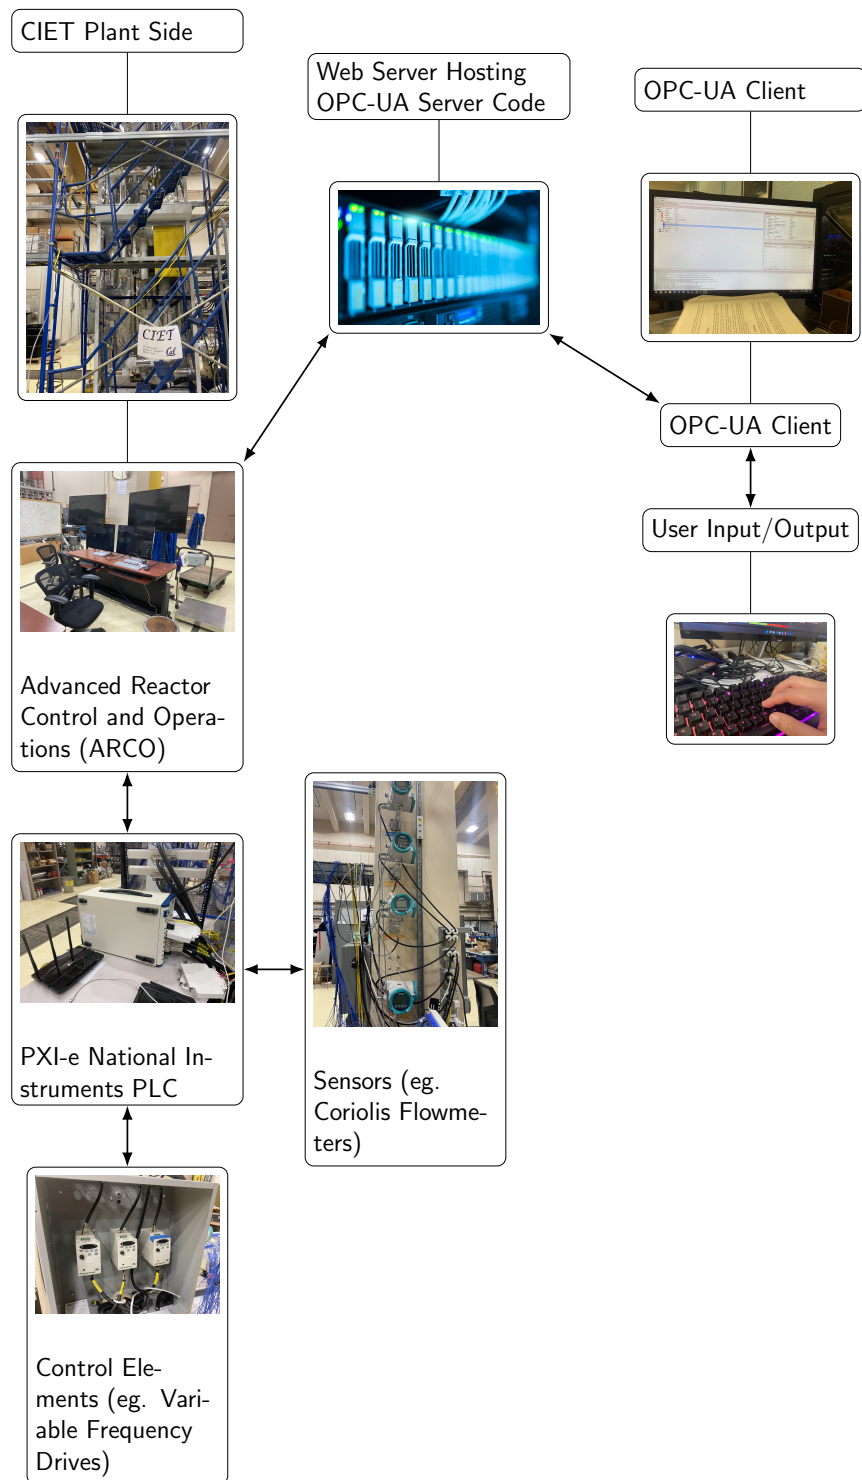 CIET Plant Side
Web Server Hosting
OPC-UA Server Code
OPC-UA Client
CIET
Cal
OPC-UA Client
User Input/Output
Advanced Reactor
Control and Opera-
tions (ARCO)
PXI-e National In-
struments PLC
Sensors (eg.
Coriolis Flowme-
ters)
Control Ele-
ments (eg. Vari-
able Frequency
Drives)